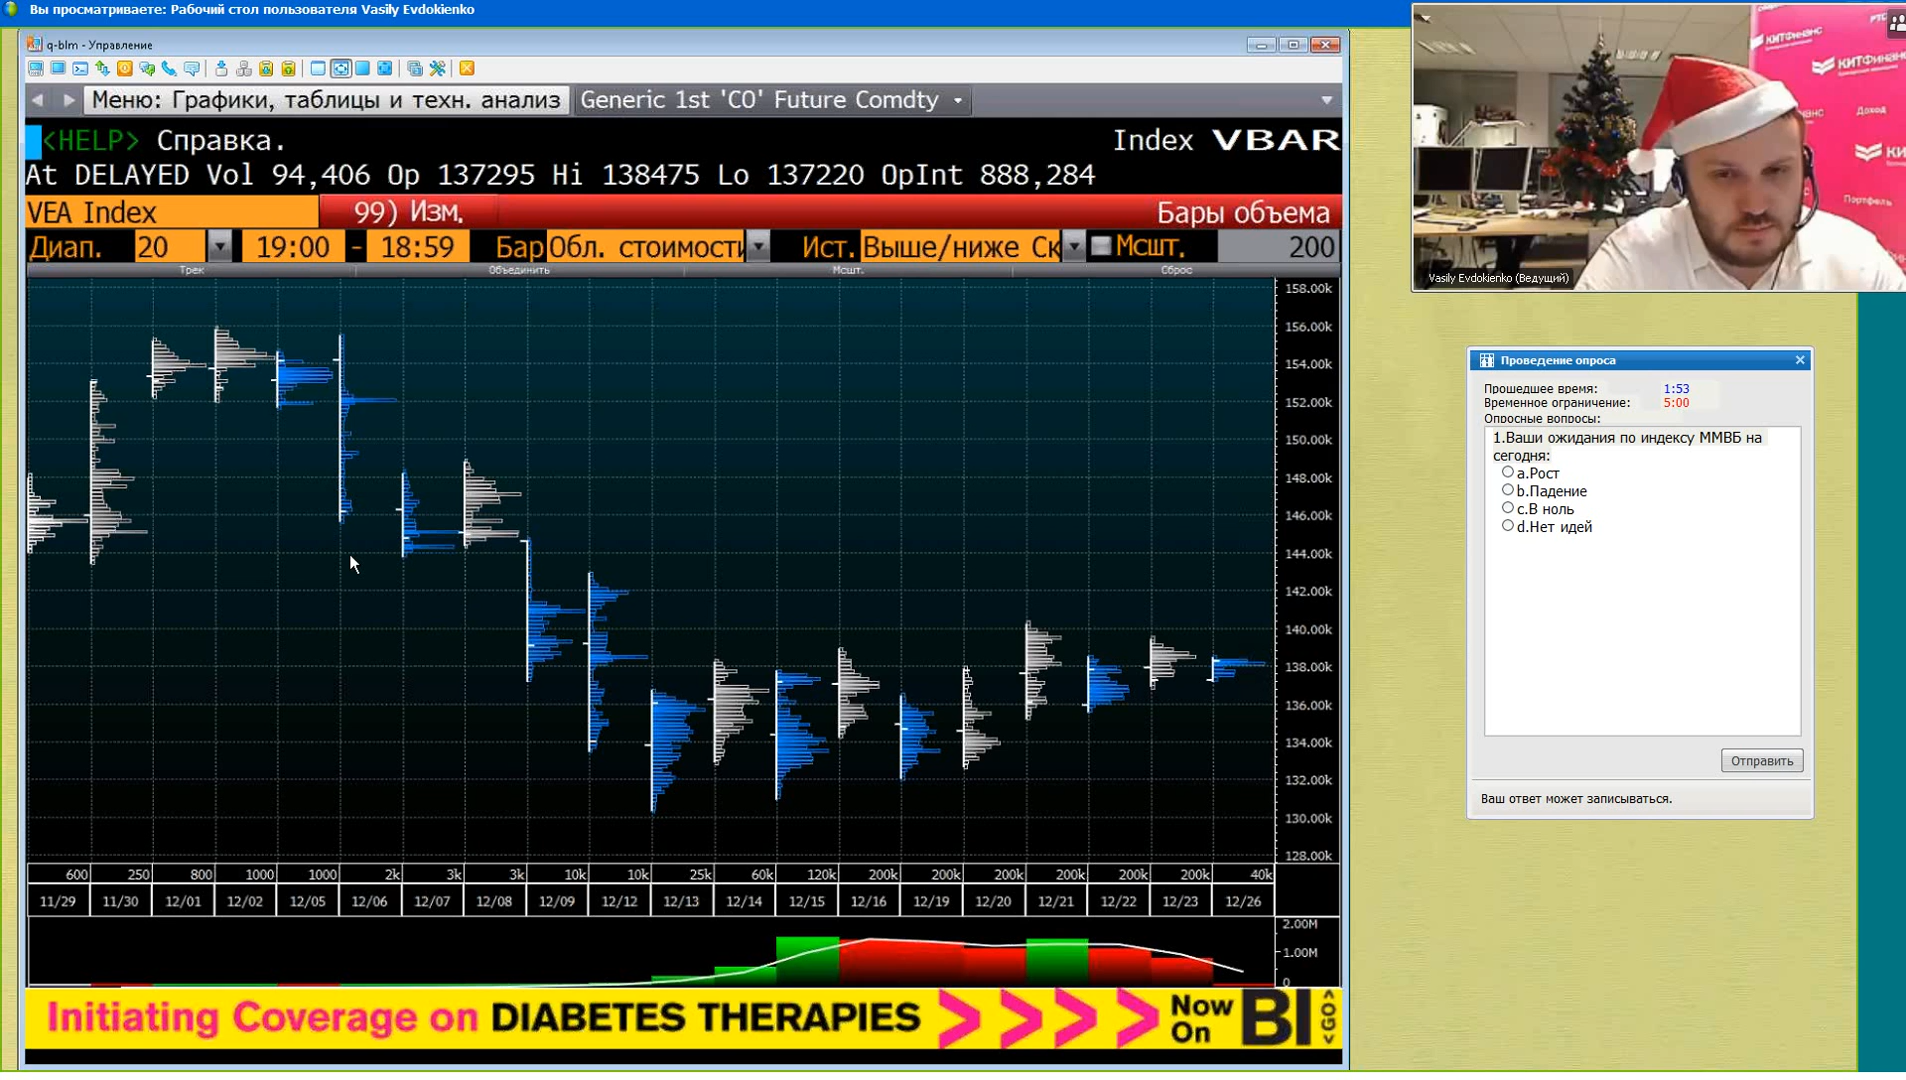 Вы просматриваете: Рабочий стол пользователя Vasily Evdokienko
q-blm - Управление
Меню: Графики, таблицы и техн. анализ
Generic 1st 'CO' Future Comdty
<HELP> Справка.
Index VBAR
At DELAYED Vol 94,406 Op 137295 Hi 138475 Lo 137220 OpInt 888,284
VEA Index 99) Изм. Бары объема
Диап. 20 19:00 - 18:59 Бар Обл. стоимости Ист. Выше/ниже Ск Мсшт. 200
Трек Объединить Мсшт. Сброс
158.00k
156.00k
154.00k
152.00k
150.00k
148.00k
146.00k
144.00k
142.00k
140.00k
138.00k
136.00k
134.00k
132.00k
130.00k
128.00k
600 250 800 1000 1000 2k 3k 3k 10k 10k 25k 60k 120k 200k 200k 200k 200k 200k 200k 40k
11/29 11/30 12/01 12/02 12/05 12/06 12/07 12/08 12/09 12/12 12/13 12/14 12/15 12/16 12/19 12/20 12/21 12/22 12/23 12/26
2.00M
1.00M
0
Initiating Coverage on DIABETES THERAPIES
Now On BI <GO>
КИТФинанс
КИТФина
Доход
Портфель
Vasily Evdokienko (Ведущий)
Проведение опроса
Прошедшее время: 1:53
Временное ограничение: 5:00
Опросные вопросы:
1.Ваши ожидания по индексу ММВБ на
сегодня:
a.Рост
b.Падение
c.В ноль
d.Нет идей
Отправить
Ваш ответ может записываться.